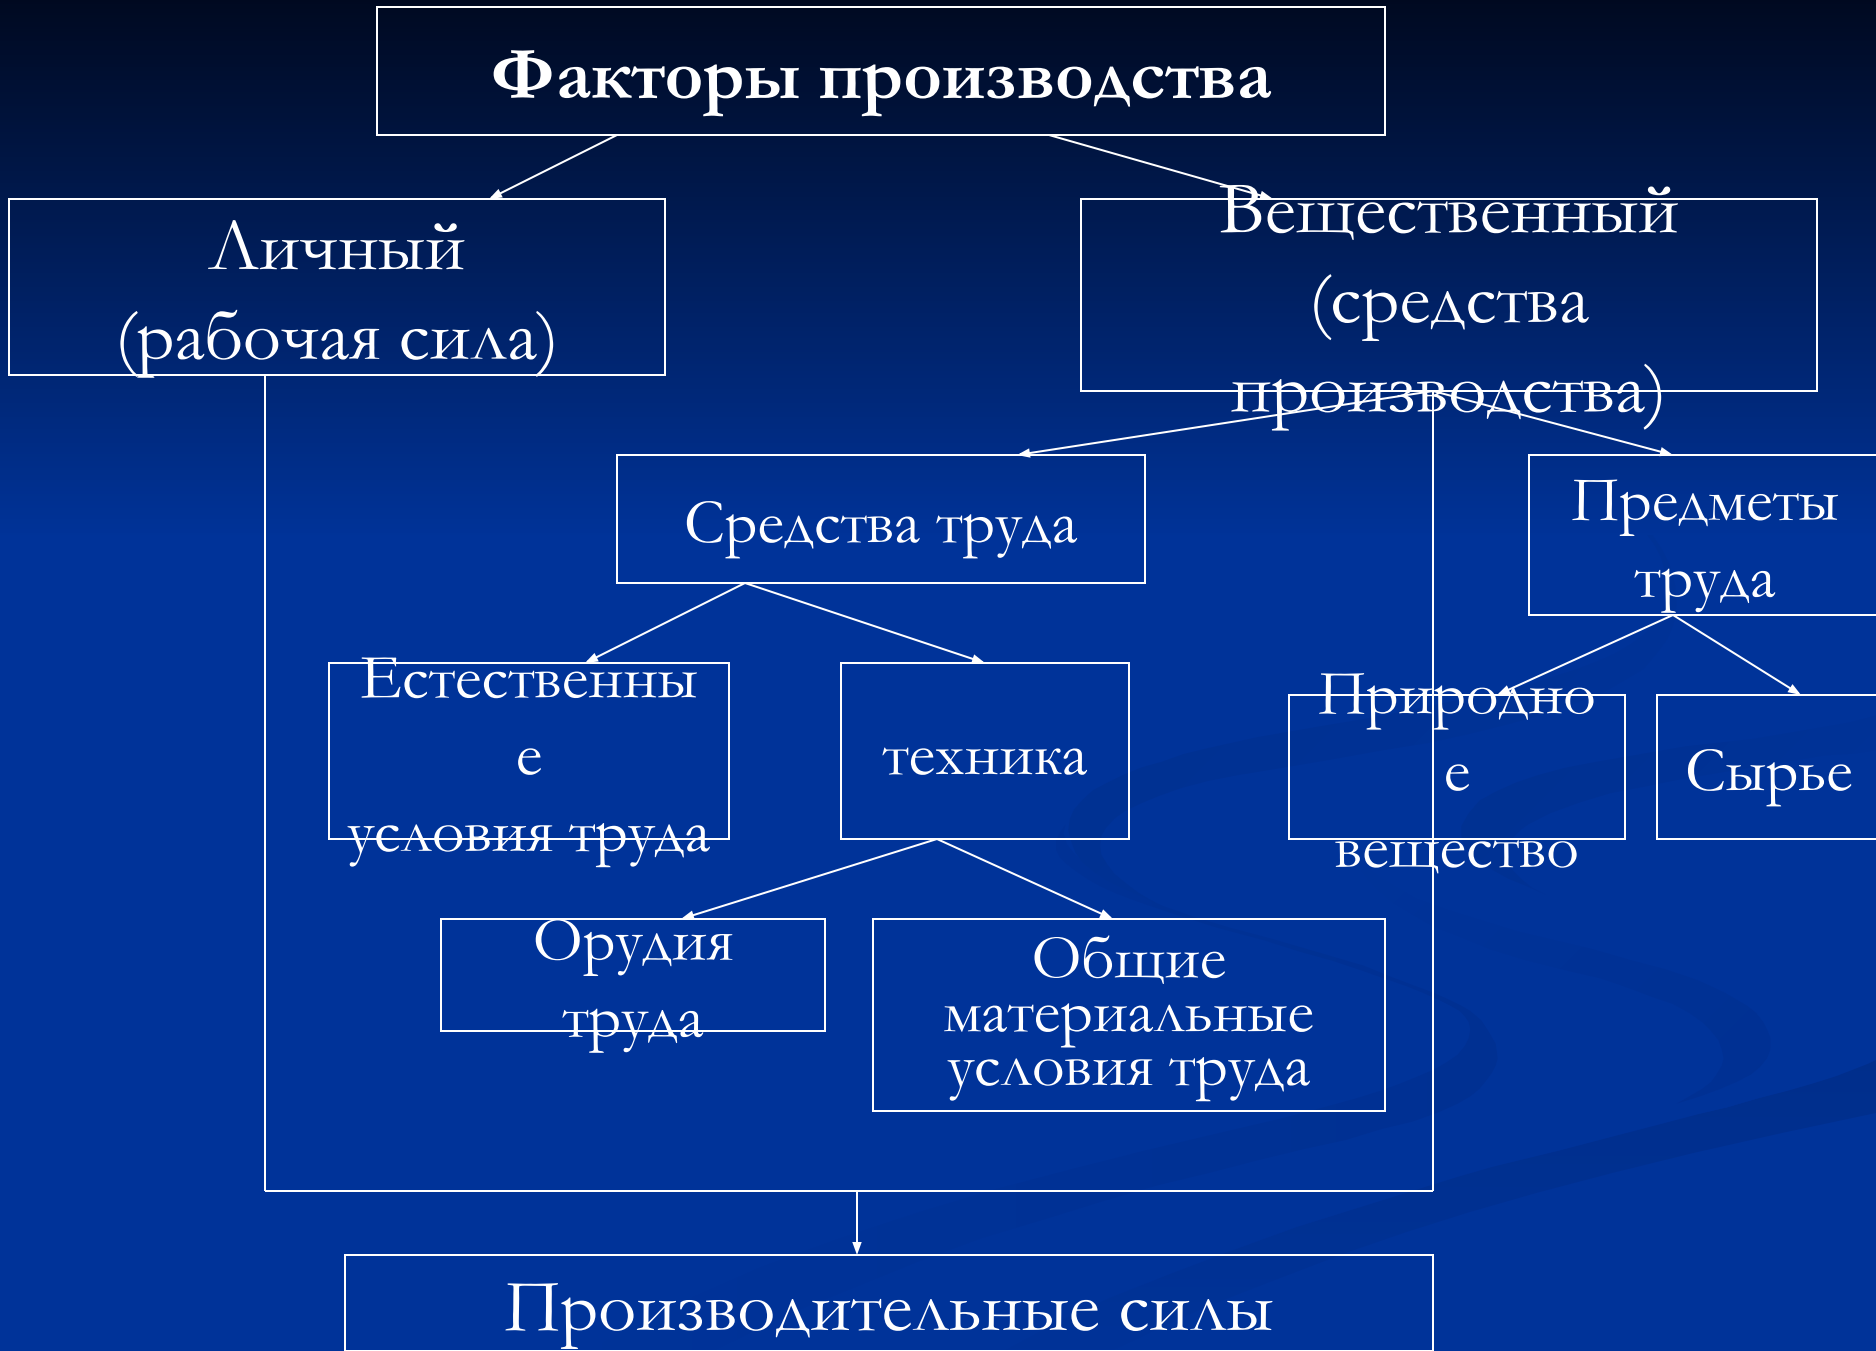 Факторы производства
Личный
(рабочая сила)
Вещественный
(средства
производства)
Средства труда
Предметы
труда
Естественны
е
условия труда
техника
Природно
е
вещество
Сырье
Орудия
труда
Общие
материальные
условия труда
Производительные силы